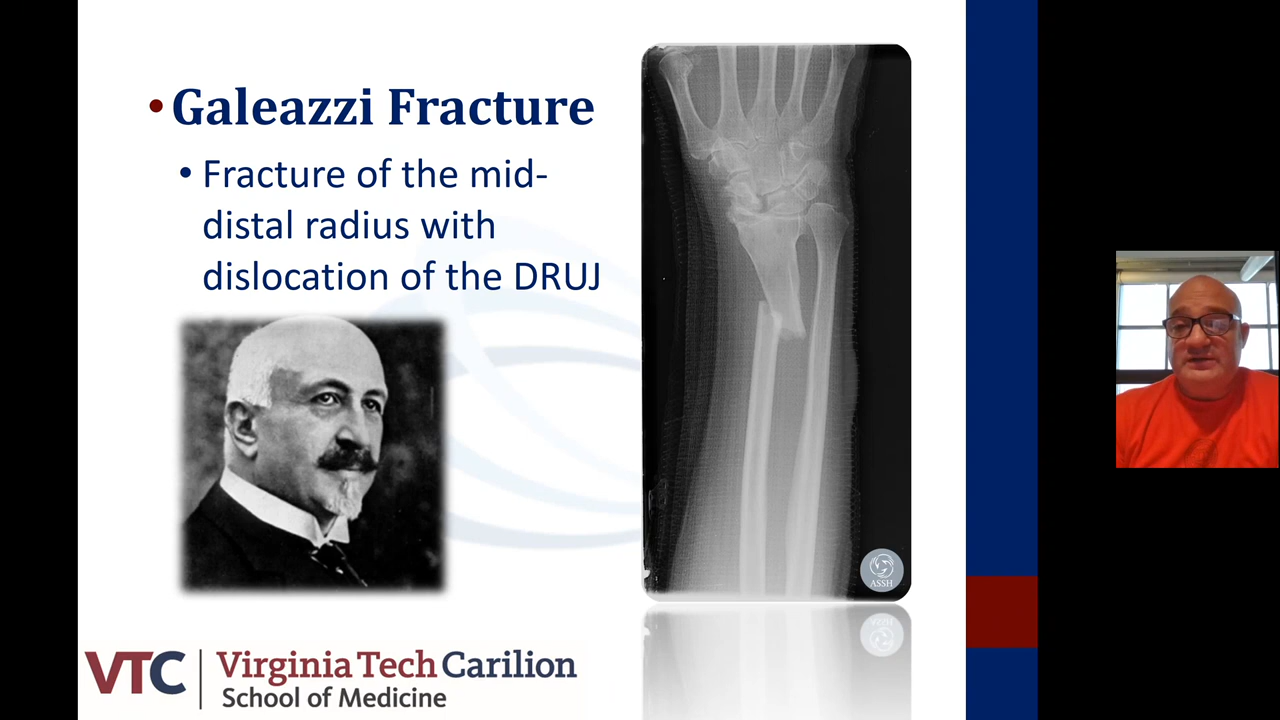 • Galeazzi Fracture
• Fracture of the mid-
distal radius with
dislocation of the DRUJ
ASSH
VTC
Virginia Tech Carilion
School of Medicine